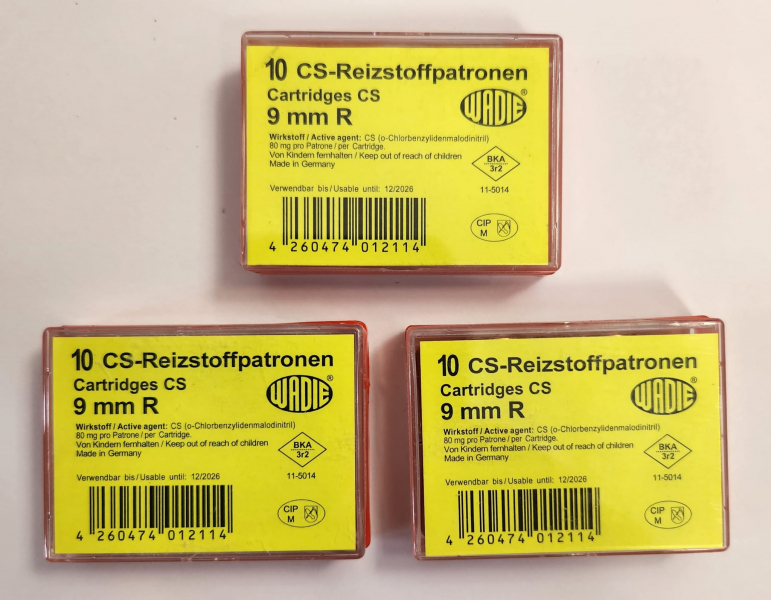 10 CS-Reizstoffpatronen
Cartridges CS
WADIE®
9 mm R
Wirkstoff / Active agent: CS (o-Chlorbenzylidenmalodinitril)
80 mg pro Patrone / per Cartridge.
Von Kindern fernhalten / Keep out of reach of children
Made in Germany
BKA
3r2
Verwendbar bis / Usable until: 12/2026
11-5014
CIP
M
4 260474 012114
10 CS-Reizstoffpatronen
Cartridges CS
WADIE®
9 mm R
Wirkstoff / Active agent: CS (o-Chlorbenzylidenmalodinitril)
80 mg pro Patrone / per Cartridge.
Von Kindern fernhalten / Keep out of reach of children
Made in Germany
BKA
3r2
Verwendbar bis / Usable until: 12/2026
11-5014
CIP
M
4 260474 012114
10 CS-Reizstoffpatronen
Cartridges CS
WADIE®
9 mm R
Wirkstoff / Active agent: CS (o-Chlorbenzylidenmalodinitril)
80 mg pro Patrone / per Cartridge.
Von Kindern fernhalten / Keep out of reach of children
Made in Germany
BKA
3r2
Verwendbar bis / Usable until: 12/2026
11-5014
CIP
M
4 260474 012114